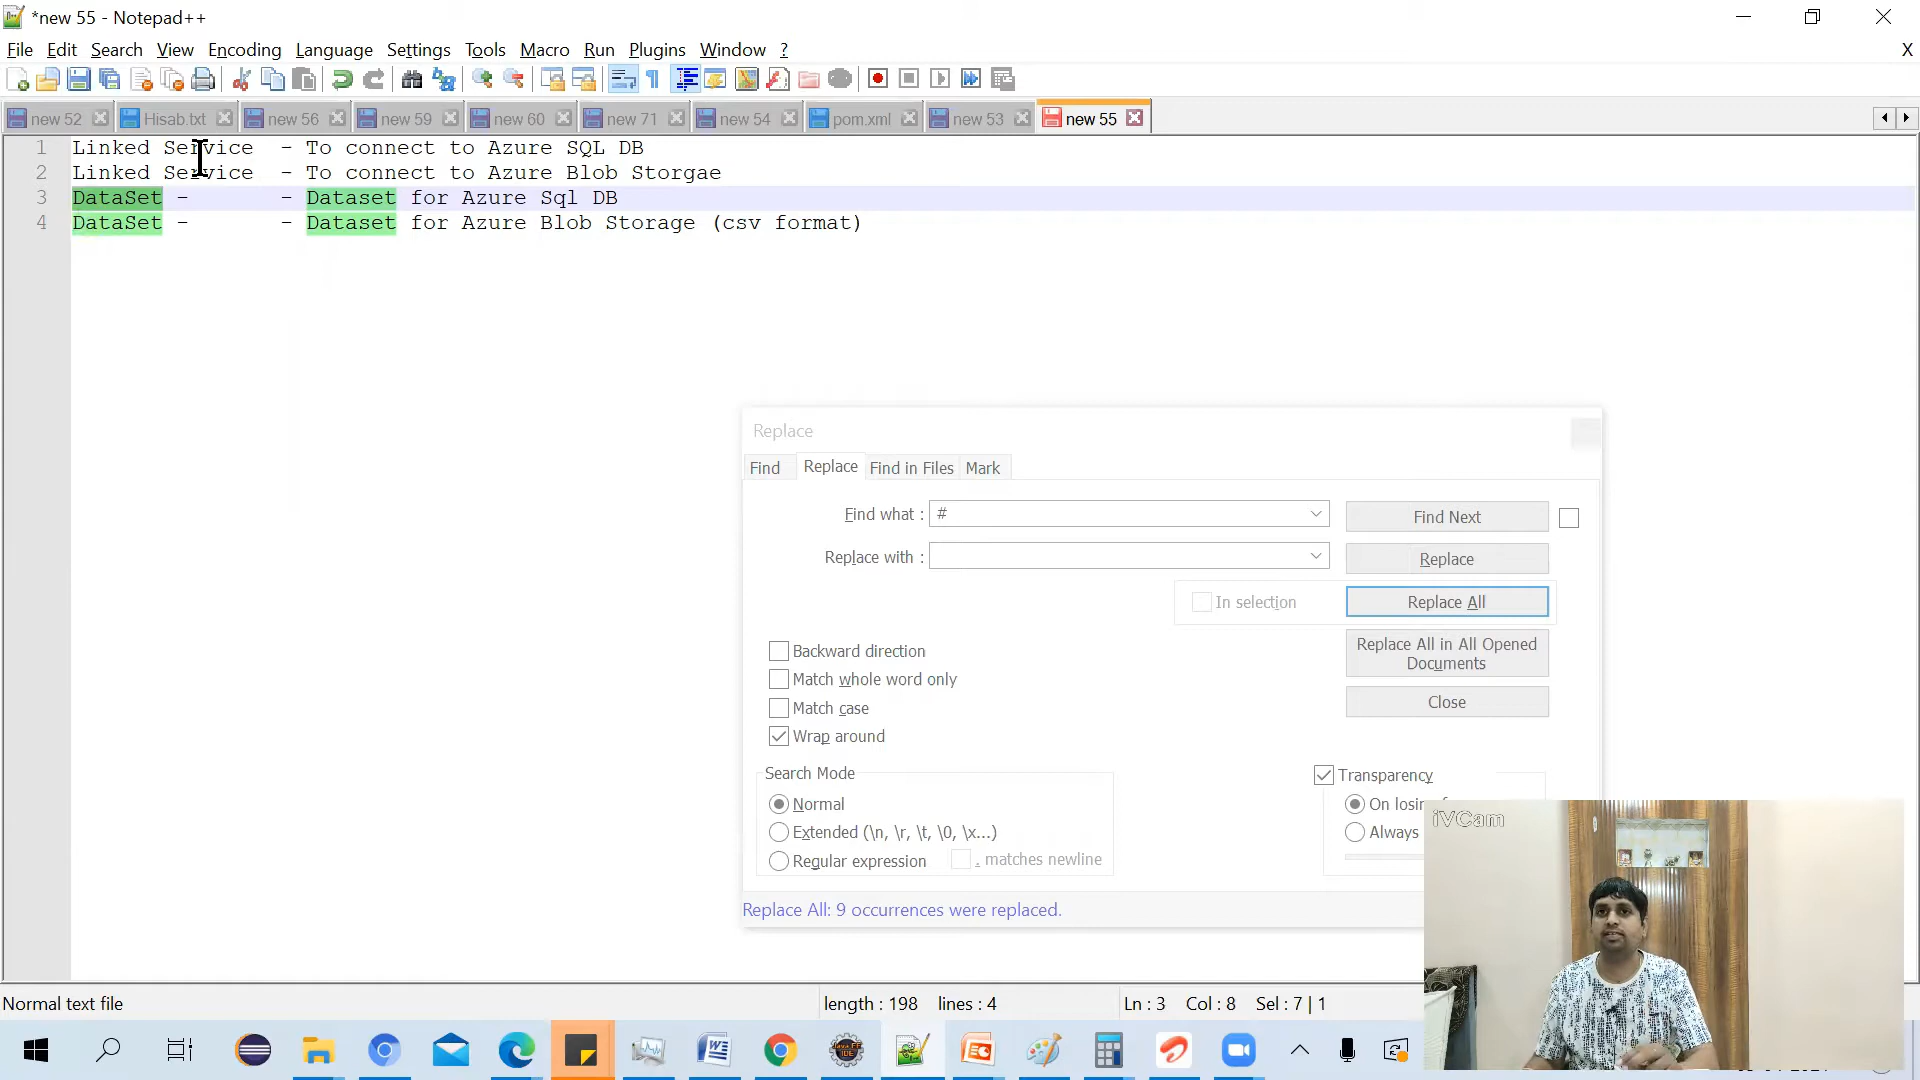 *new 55 - Notepad++
File Edit Search View Encoding Language Settings Tools Macro Run Plugins Window ? X
new 52 Hisab.txt new 56 new 59 new 60 new 71 new 54 pom.xml new 53 new 55
1 Linked Service - To connect to Azure SQL DB
2 Linked Service - To connect to Azure Blob Storgae
3 DataSet - - Dataset for Azure Sql DB
4 DataSet - - Dataset for Azure Blob Storage (csv format)
Replace
Find Replace Find in Files Mark
Find what : # Find Next
Replace with : Replace
In selection Replace All
Replace All in All Opened
Documents
Backward direction
Match whole word only
Close
Match case
Wrap around
Search Mode
Transparency
Normal
On losin
Extended (\n, \r, \t, \0, \x...)
Always
Regular expression . matches newline
iVCam
Replace All: 9 occurrences were replaced.
Normal text file length : 198 lines : 4 Ln : 3 Col : 8 Sel : 7 | 1